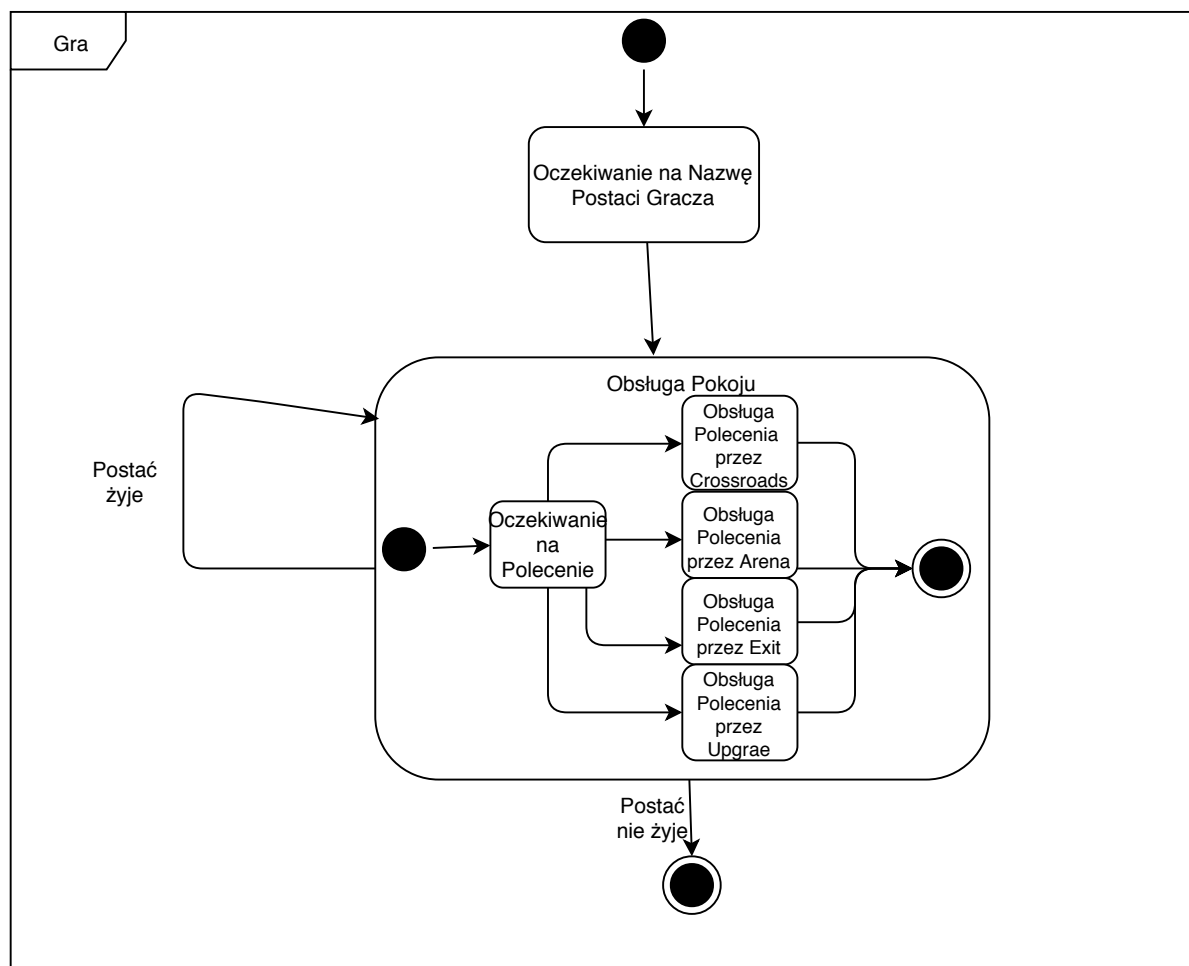 Gra
Oczekiwanie na Nazwę
Postaci Gracza
Obsługa Pokoju
Postać
żyje
Oczekiwanie
na
Polecenie
Obsługa
Polecenia
przez
Crossroads
Obsługa
Polecenia
przez Arena
Obsługa
Polecenia
przez Exit
Obsługa
Polecenia
przez
Upgrae
Postać
nie żyje